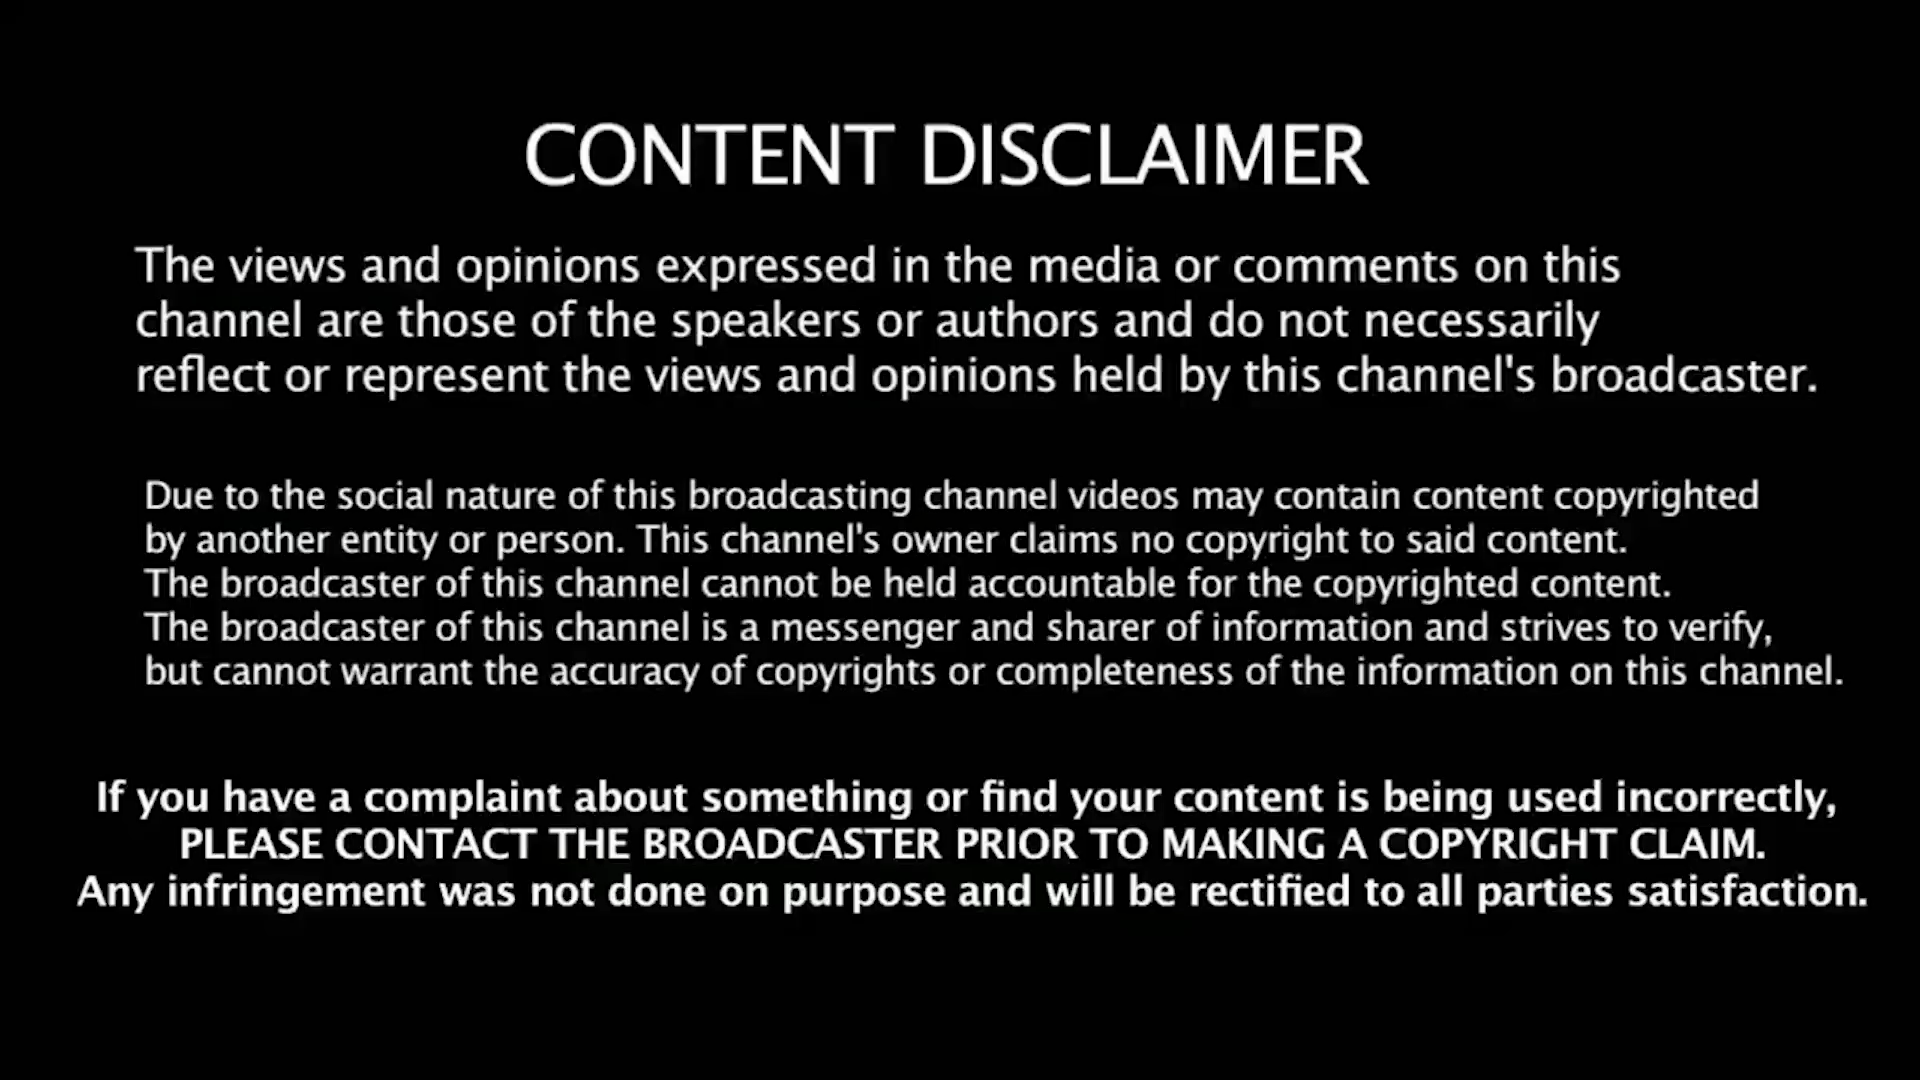 CONTENT DISCLAIMER
The views and opinions expressed in the media or comments on this
channel are those of the speakers or authors and do not necessarily
reflect or represent the views and opinions held by this channel's broadcaster.
Due to the social nature of this broadcasting channel videos may contain content copyrighted
by another entity or person. This channel's owner claims no copyright to said content.
The broadcaster of this channel cannot be held accountable for the copyrighted content.
The broadcaster of this channel is a messenger and sharer of information and strives to verify,
but cannot warrant the accuracy of copyrights or completeness of the information on this channel.
If you have a complaint about something or find your content is being used incorrectly,
PLEASE CONTACT THE BROADCASTER PRIOR TO MAKING A COPYRIGHT CLAIM.
Any infringement was not done on purpose and will be rectified to all parties satisfaction.